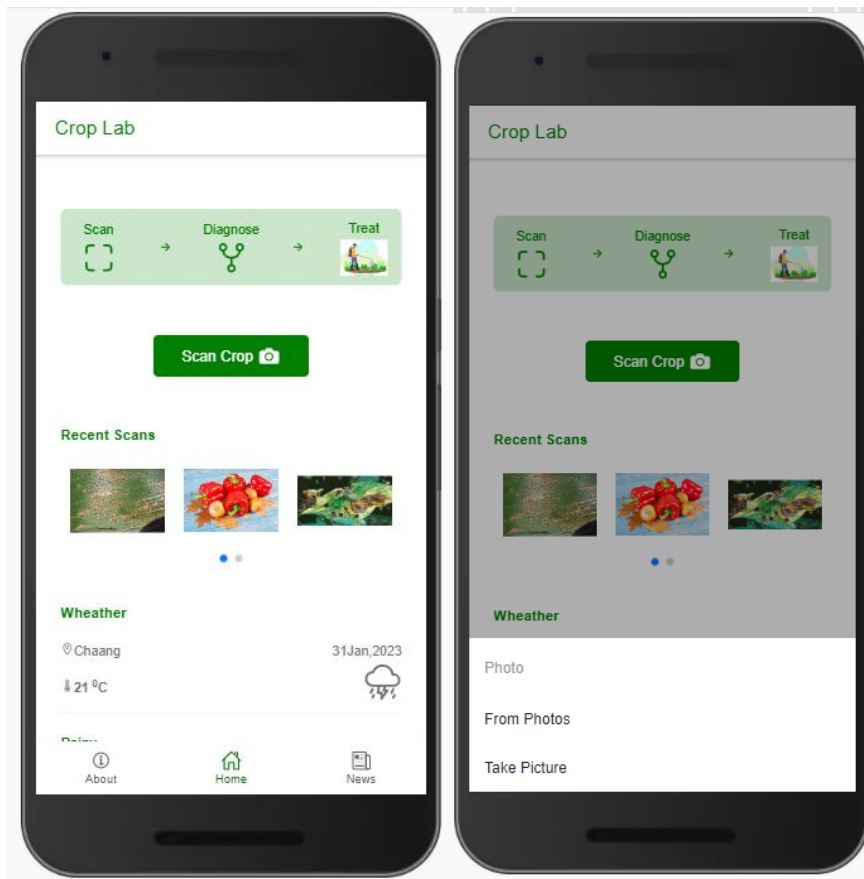 Crop Lab
Scan → Diagnose → Treat
Scan Crop
Recent Scans
Wheather
Chaang 31Jan,2023
21 ⁰C
About Home News
Crop Lab
Scan → Diagnose → Treat
Scan Crop
Recent Scans
Wheather
Photo
From Photos
Take Picture